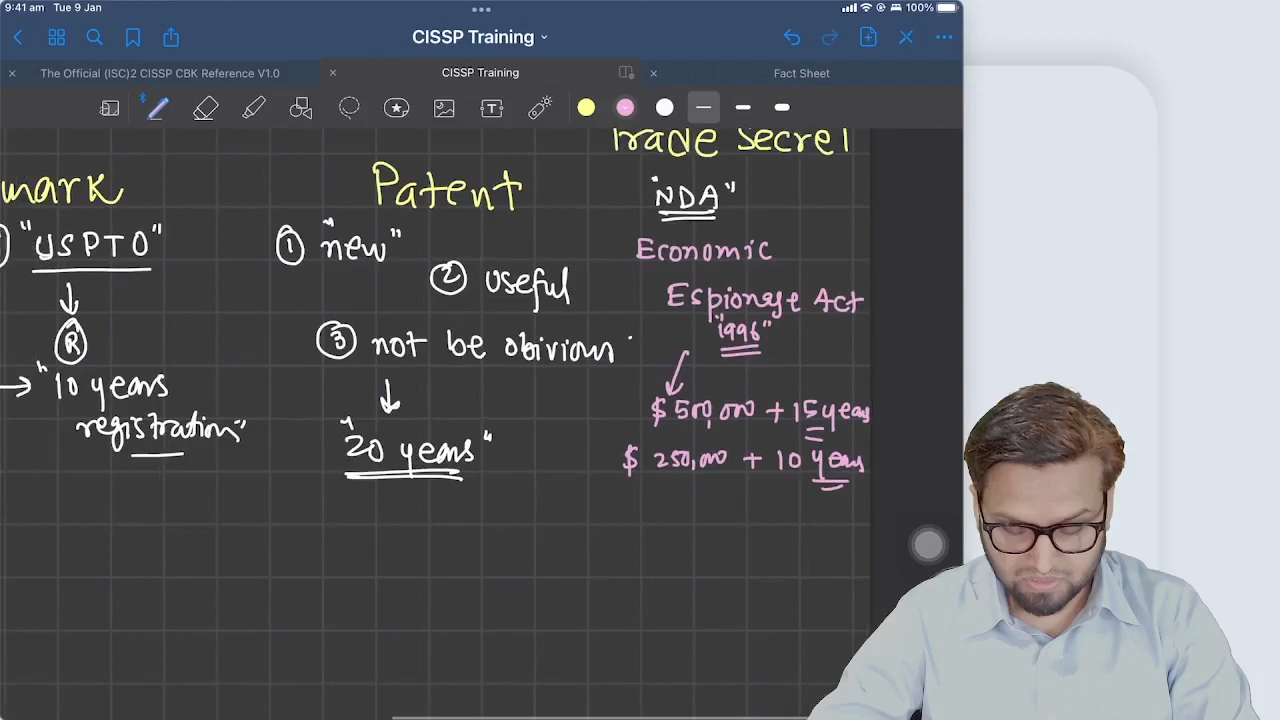 9:41 am Tue 9 Jan
100%
CISSP Training
The Official (ISC)2 CISSP CBK Reference V1.0
CISSP Training
Fact Sheet
T
mark
"USPTO"
R
"10 years
registration"
Patent
1 "new"
2 useful
3 not be obivious
"20 years"
Trade Secret
"NDA"
Economic
Espionage Act
"1996"
$500,000 + 15 years
$ 250,000 + 10 years